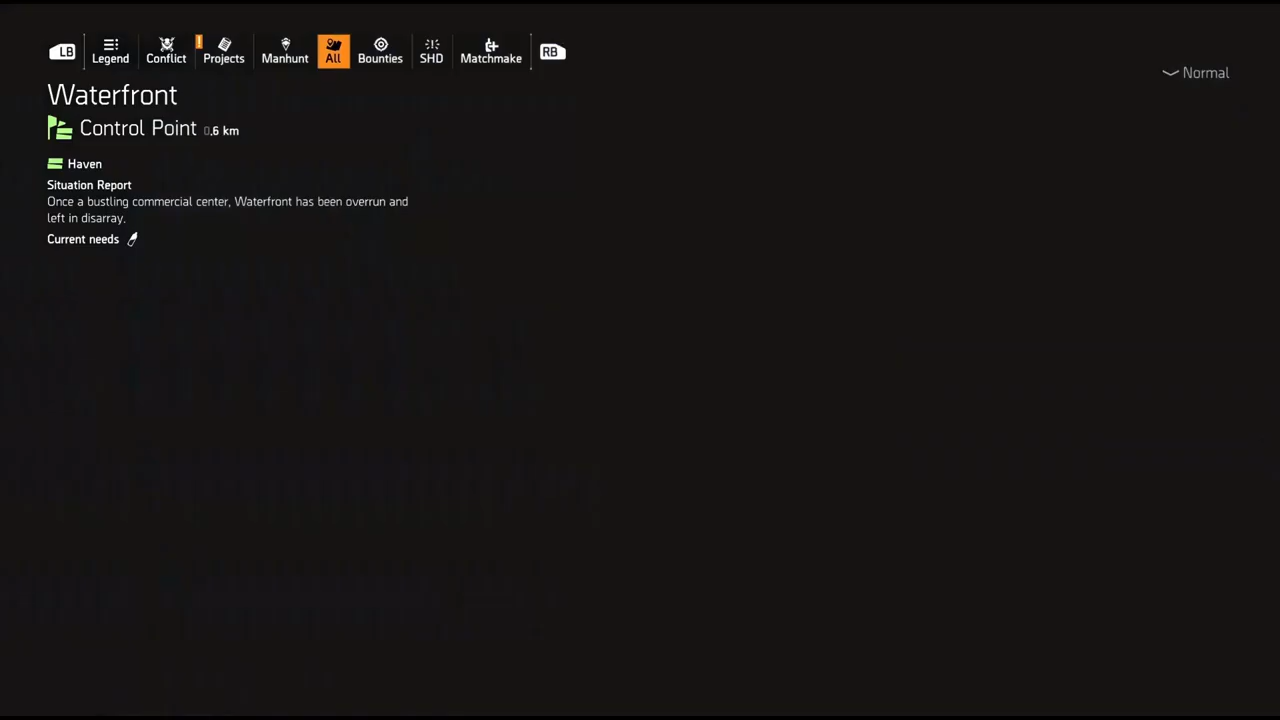 LB Legend Conflict Projects Manhunt All Bounties SHD Matchmake RB
Normal
Waterfront
Control Point 0.6 km
Haven
Situation Report
Once a bustling commercial center, Waterfront has been overrun and
left in disarray.
Current needs